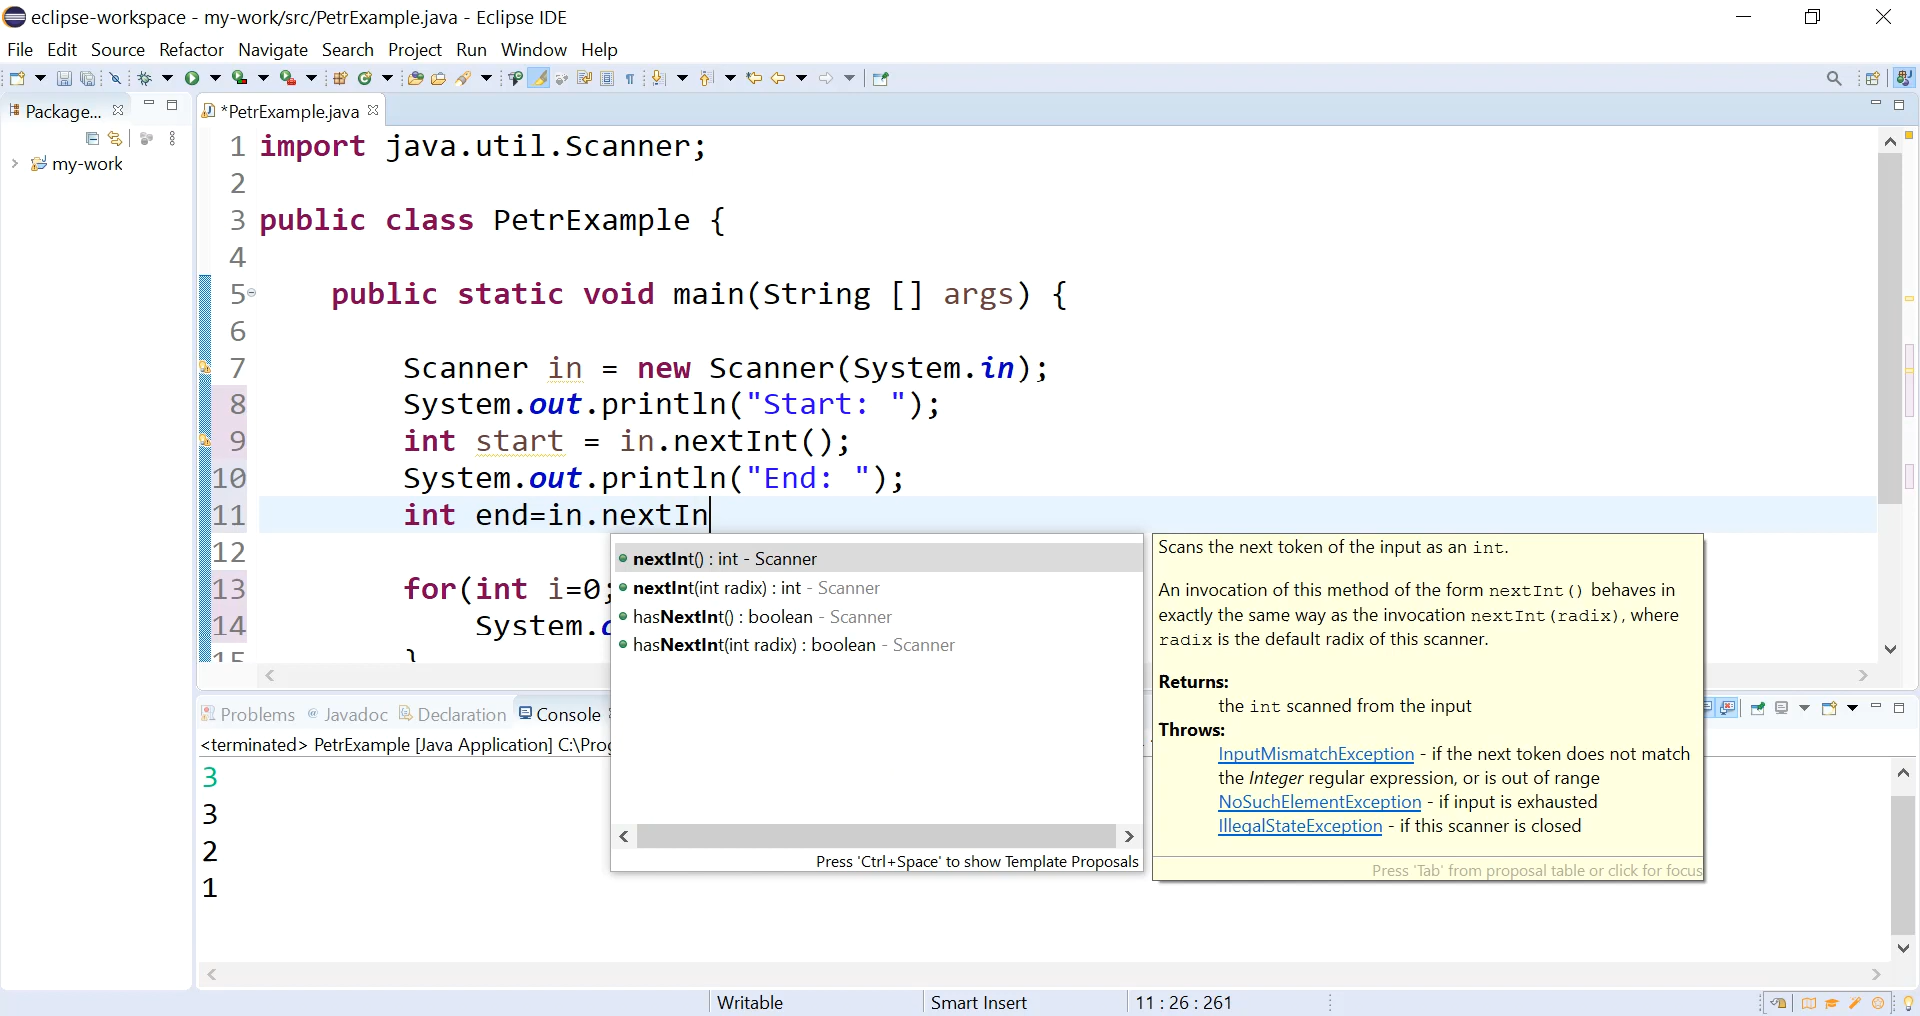 eclipse-workspace - my-work/src/PetrExample.java - Eclipse IDE
File Edit Source Refactor Navigate Search Project Run Window Help
Package...
*PetrExample.java
my-work
1 import java.util.Scanner;
2
3 public class PetrExample {
4
5 public static void main(String [] args) {
6
7 Scanner in = new Scanner(System.in);
8 System.out.println("Start: ");
9 int start = in.nextInt();
10 System.out.println("End: ");
11 int end=in.nextIn
12
13 for(int i=0;
14 System.
15 }
nextInt() : int - Scanner
nextInt(int radix) : int - Scanner
hasNextInt() : boolean - Scanner
hasNextInt(int radix) : boolean - Scanner
Press 'Ctrl+Space' to show Template Proposals
Scans the next token of the input as an int.
An invocation of this method of the form nextInt() behaves in
exactly the same way as the invocation nextInt(radix), where
radix is the default radix of this scanner.
Returns:
the int scanned from the input
Throws:
InputMismatchException - if the next token does not match
the Integer regular expression, or is out of range
NoSuchElementException - if input is exhausted
IllegalStateException - if this scanner is closed
Press 'Tab' from proposal table or click for focus
Problems @ Javadoc Declaration Console
<terminated> PetrExample [Java Application] C:\Pro
3
3
2
1
Writable Smart Insert 11 : 26 : 261